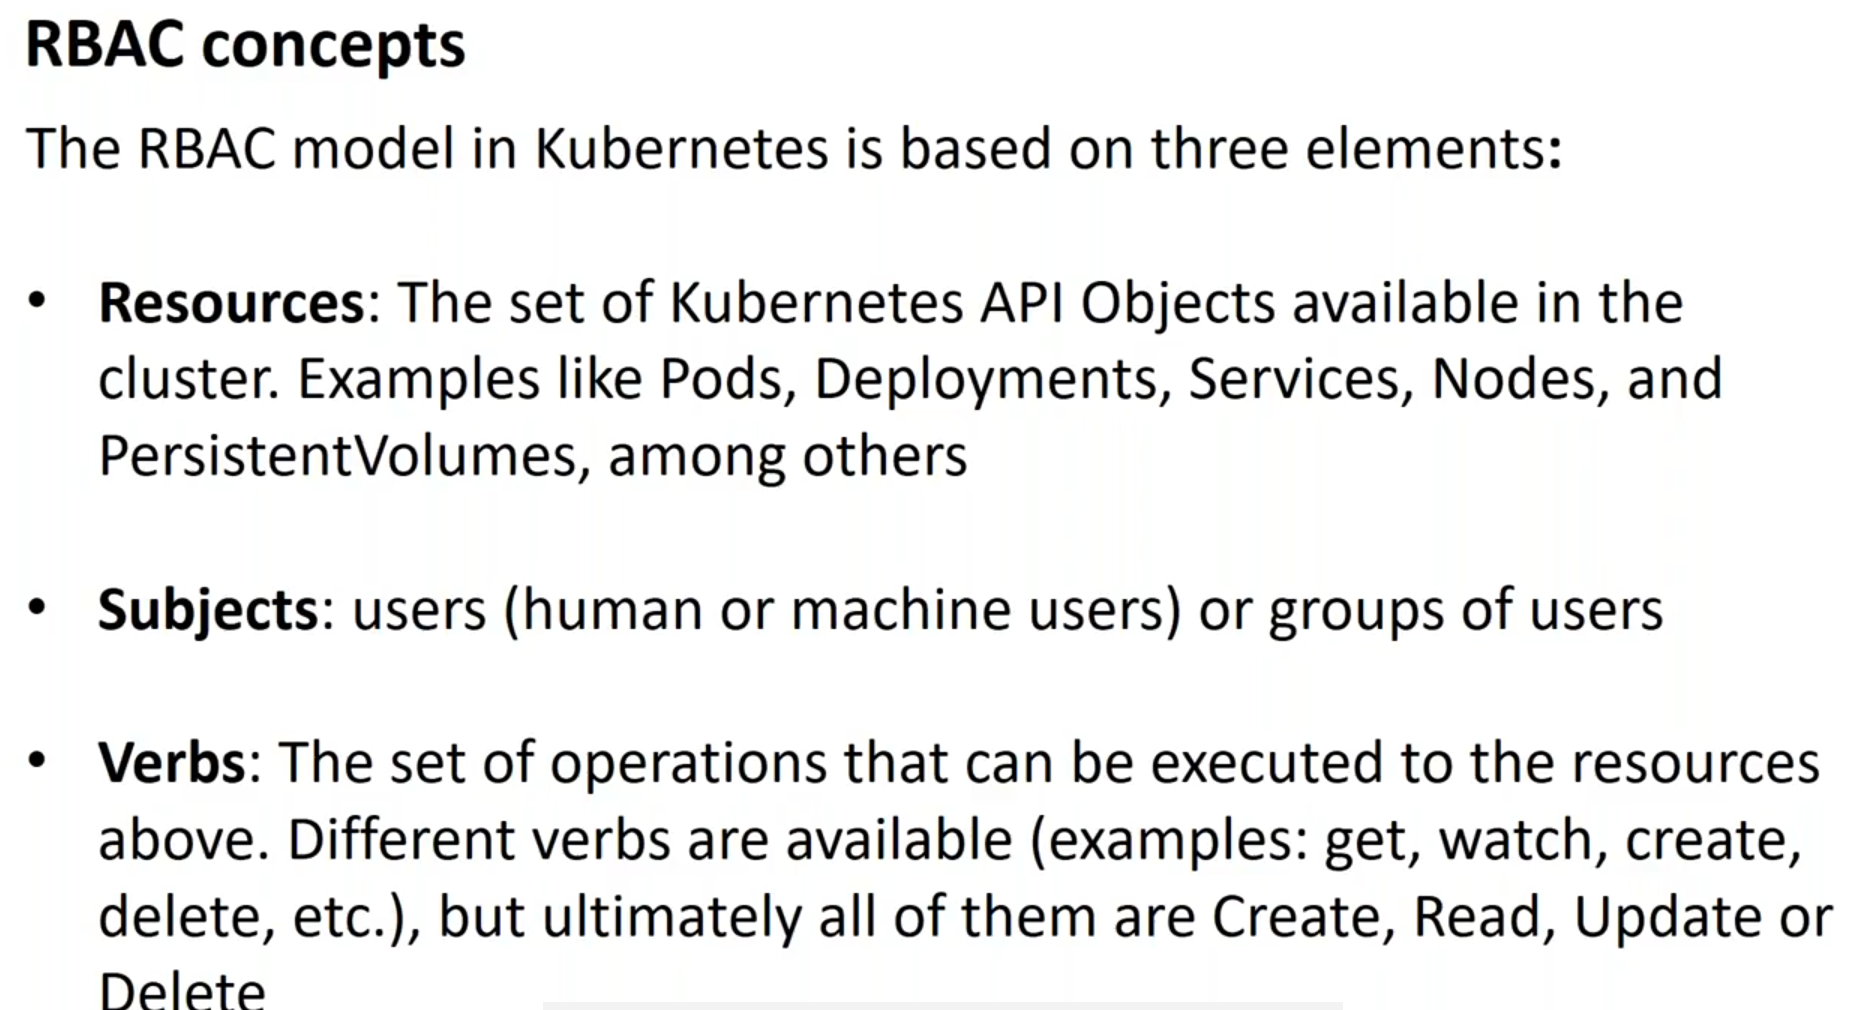 RBAC concepts
The RBAC model in Kubernetes is based on three elements:
• Resources: The set of Kubernetes API Objects available in the
cluster. Examples like Pods, Deployments, Services, Nodes, and
PersistentVolumes, among others
• Subjects: users (human or machine users) or groups of users
• Verbs: The set of operations that can be executed to the resources
above. Different verbs are available (examples: get, watch, create,
delete, etc.), but ultimately all of them are Create, Read, Update or
Delete